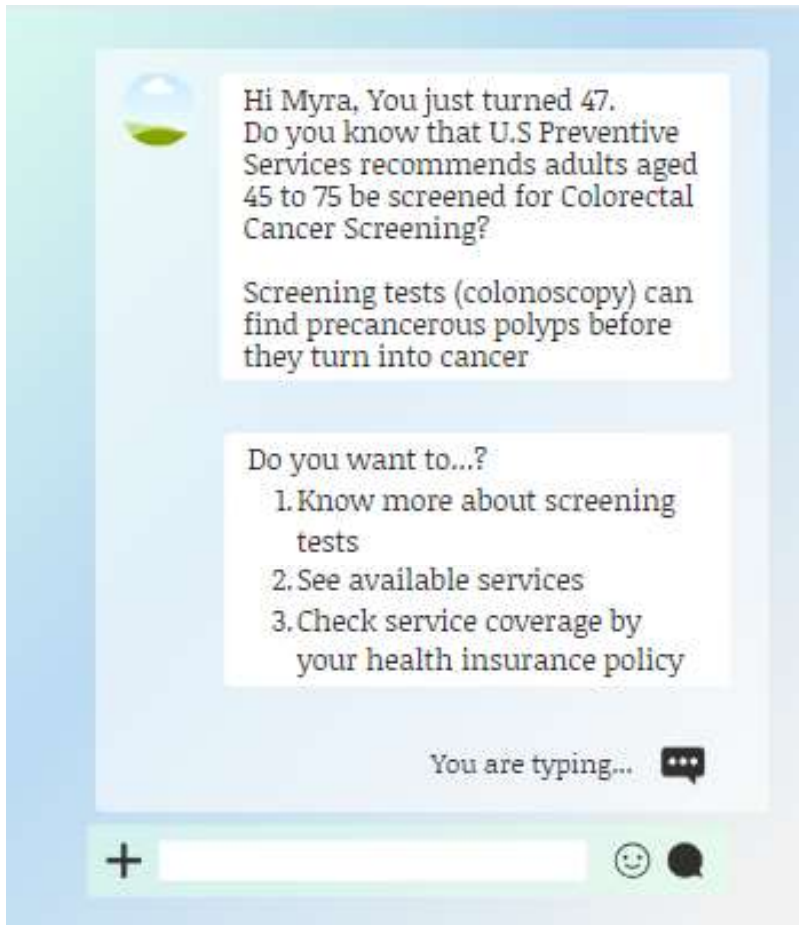 Hi Myra, You just turned 47.
Do you know that U.S Preventive
Services recommends adults aged
45 to 75 be screened for Colorectal
Cancer Screening?
Screening tests (colonoscopy) can
find precancerous polyps before
they turn into cancer
Do you want to...?
1. Know more about screening
tests
2. See available services
3. Check service coverage by
your health insurance policy
You are typing...